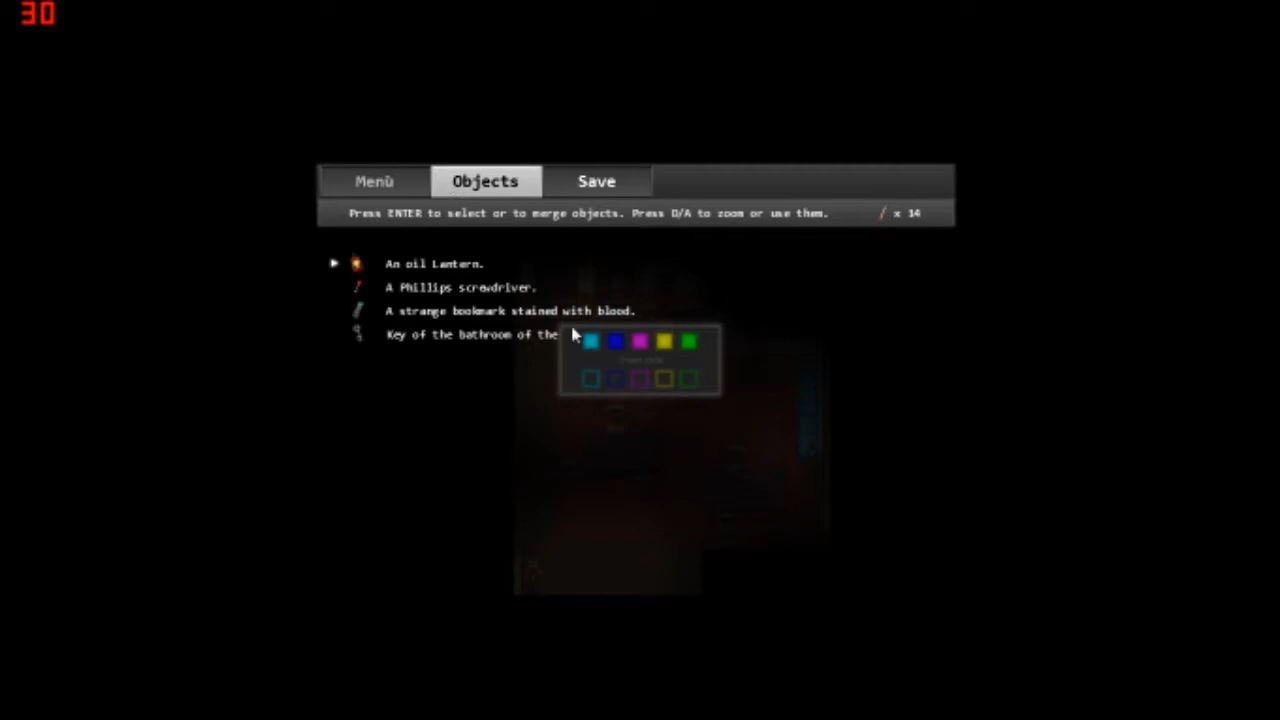 30
Menù Objects Save
Press ENTER to select or to merge objects. Press D/A to zoom or use them. / x 14
An oil Lantern.
A Phillips screwdriver.
A strange bookmark stained with blood.
Key of the bathroom of the